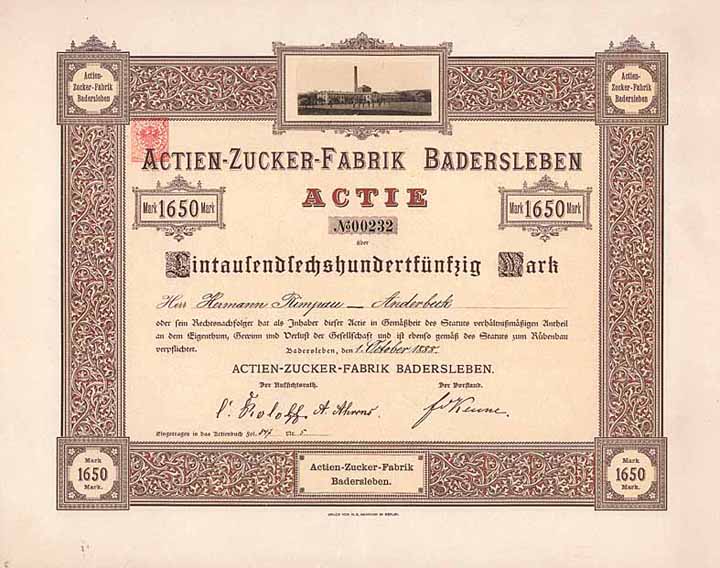 Actien-
Zucker-Fabrik
Badersleben
Actien-
Zucker-Fabrik
Badersleben
ACTIEN-ZUCKER-FABRIK BADERSLEBEN
ACTIE
Mark 1650 Mark
Mark 1650 Mark
№ 00232
über
Eintausendsechshundertfünfzig Mark
Herr Hermann Rimpau – Anderbeck
oder sein Rechtsnachfolger hat als Inhaber dieser Actie in Gemäßheit des Statuts verhältnißmäßigen Antheil
an dem Eigenthum, Gewinn und Verlust der Gesellschaft und ist ebenso gemäß des Statuts zum Rübenbau
verpflichtet.
Badersleben, den 1. October 1888.
ACTIEN-ZUCKER-FABRIK BADERSLEBEN.
Der Aufsichtsrath.
Der Vorstand.
A. Ahrens
Eingetragen in das Actienbuch Fol. 5
Mark
1650
Mark.
Actien-Zucker-Fabrik
Badersleben.
Mark
1650
Mark.